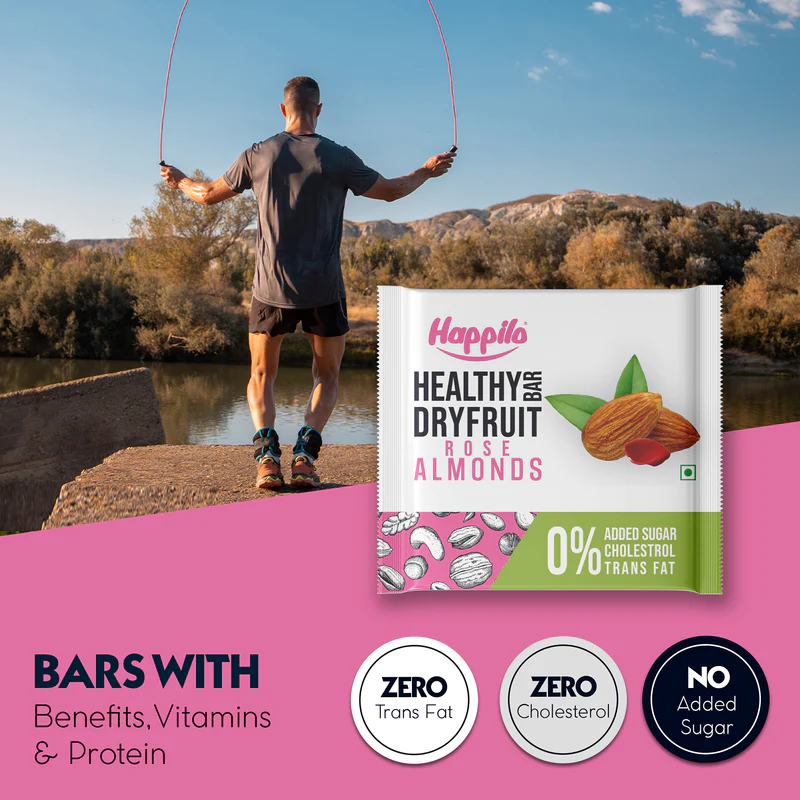 Happilo
HEALTHY BAR
DRYFRUIT
ROSE
ALMONDS
0% ADDED SUGAR
CHOLESTROL
TRANS FAT
BARS WITH
Benefits,Vitamins
& Protein
ZERO
Trans Fat
ZERO
Cholesterol
NO
Added
Sugar